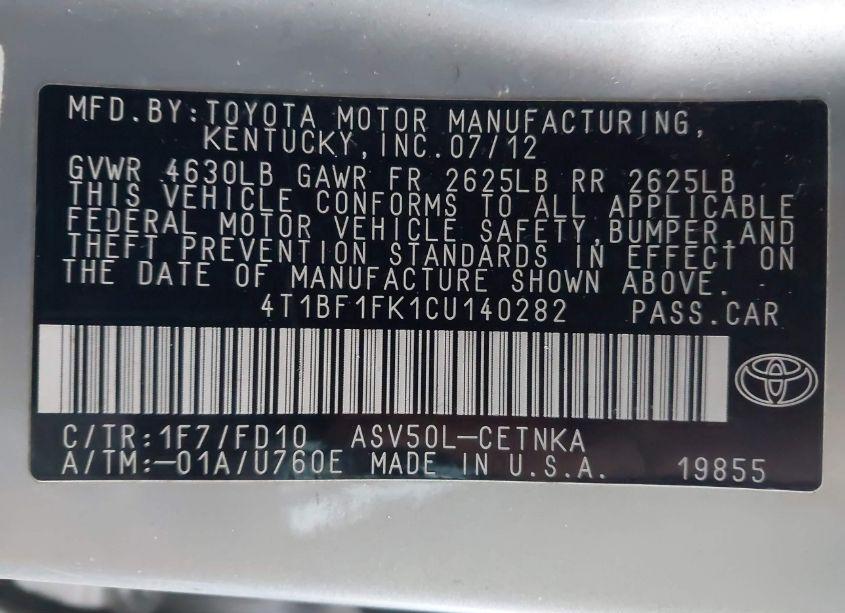 MFD.BY:TOYOTA MOTOR MANUFACTURING,
KENTUCKY,INC.07/12
GVWR 4630LB GAWR FR 2625LB RR 2625LB
THIS VEHICLE CONFORMS TO ALL APPLICABLE
FEDERAL MOTOR VEHICLE SAFETY,BUMPER,AND
THEFT PREVENTION STANDARDS IN EFFECT ON
THE DATE OF MANUFACTURE SHOWN ABOVE.
4T1BF1FK1CU140282 PASS.CAR
C/TR:1F7/FD10 ASV50L-CETNKA
A/TM:-01A/U760E MADE IN U.S.A. 19855